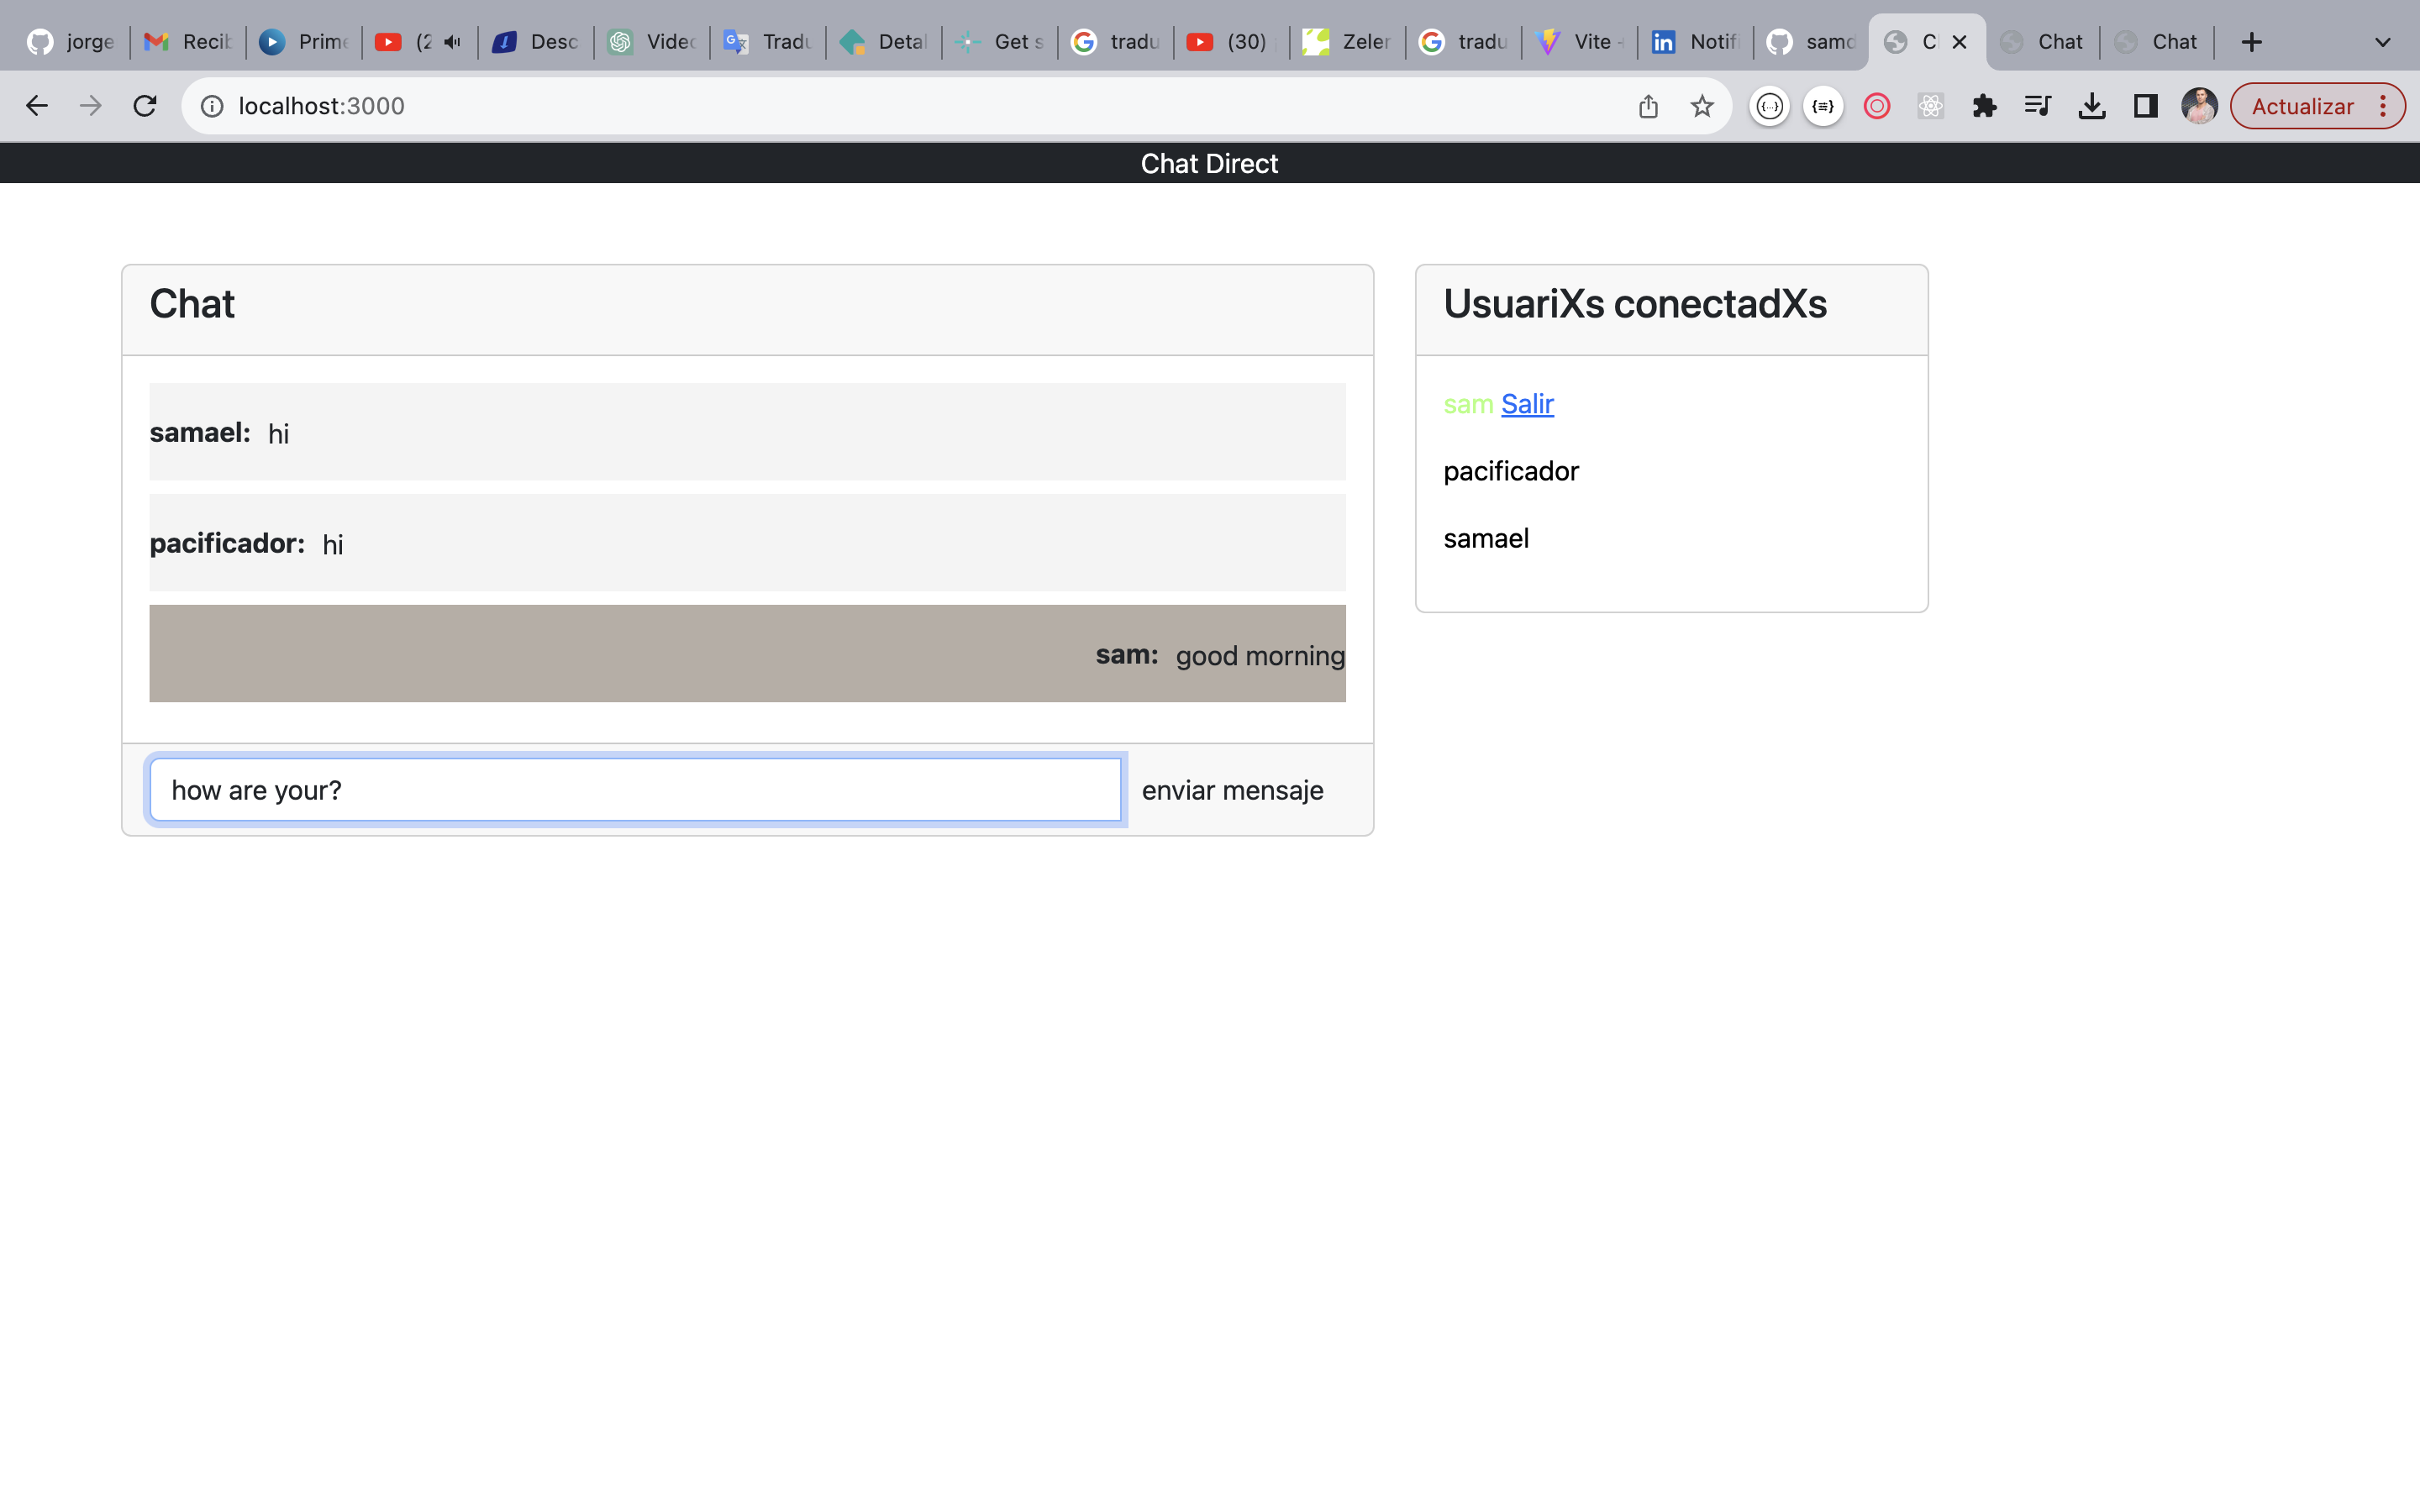 jorge Recib Prime (2 Desc Video Tradu Detal Get s tradu (30) Zeler tradu Vite Notifi samd C Chat Chat
localhost:3000 Actualizar
Chat Direct
Chat
samael: hi
pacificador: hi
sam: good morning
how are your? enviar mensaje
UsuariXs conectadXs
sam Salir
pacificador
samael